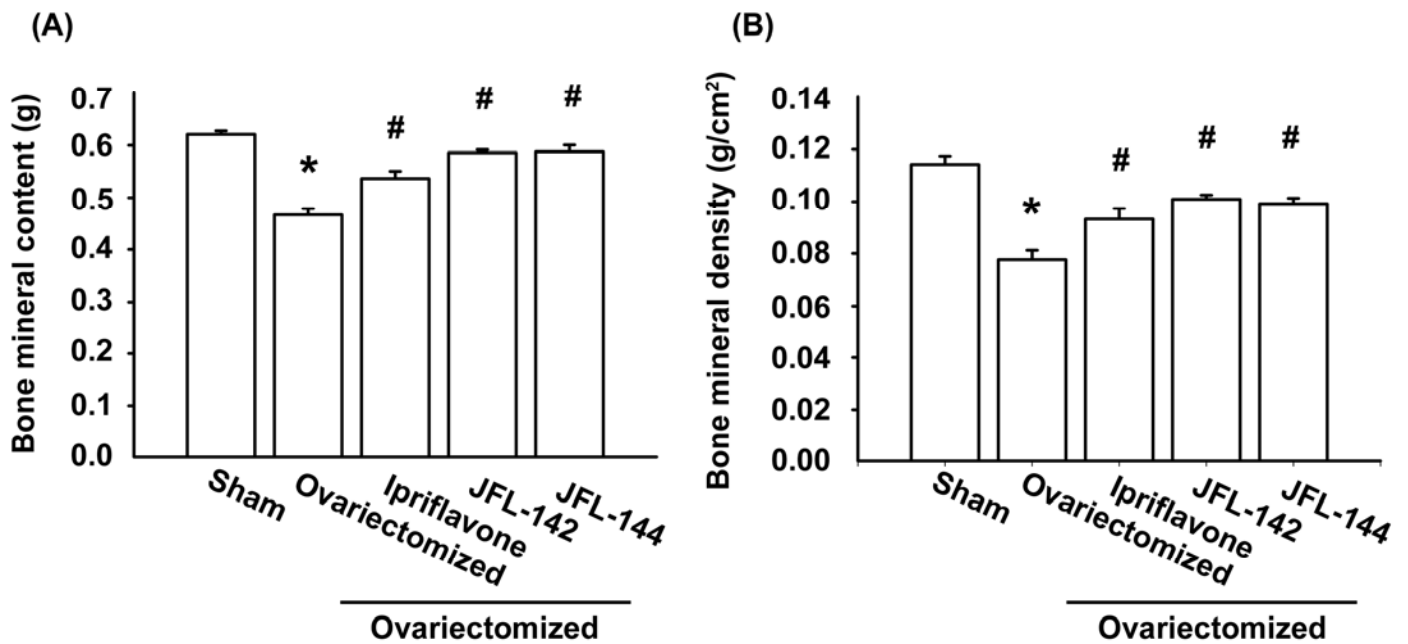 (A)
Bone mineral content (g)
0.7
0.6
0.5
0.4
0.3
0.2
0.1
0.0
*
#
#
#
Sham
Ovariectomized
Ipriflavone
JFL-142
JFL-144
Ovariectomized
(B)
Bone mineral density (g/cm²)
0.14
0.12
0.10
0.08
0.06
0.04
0.02
0.00
*
#
#
#
Sham
Ovariectomized
Ipriflavone
JFL-142
JFL-144
Ovariectomized